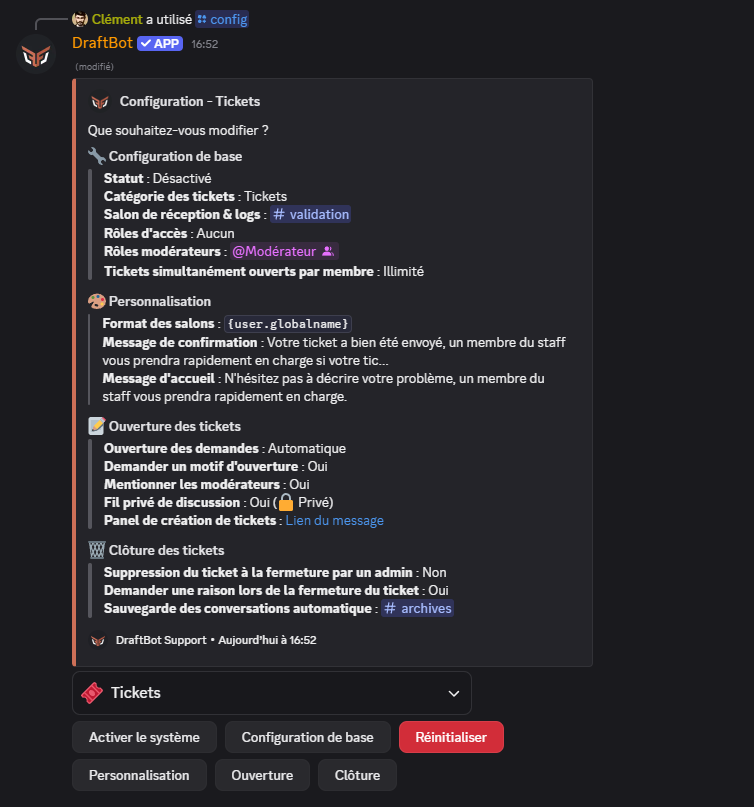 Clément a utilisé config
DraftBot APP 16:52
(modifié)
Configuration - Tickets
Que souhaitez-vous modifier ?
Configuration de base
Statut : Désactivé
Catégorie des tickets : Tickets
Salon de réception & logs : # validation
Rôles d'accès : Aucun
Rôles modérateurs : @Modérateur
Tickets simultanément ouverts par membre : Illimité
Personnalisation
Format des salons : {user.globalname}
Message de confirmation : Votre ticket a bien été envoyé, un membre du staff
vous prendra rapidement en charge si votre tic...
Message d'accueil : N'hésitez pas à décrire votre problème, un membre du
staff vous prendra rapidement en charge.
Ouverture des tickets
Ouverture des demandes : Automatique
Demander un motif d'ouverture : Oui
Mentionner les modérateurs : Oui
Fil privé de discussion : Oui (🔒 Privé)
Panel de création de tickets : Lien du message
Clôture des tickets
Suppression du ticket à la fermeture par un admin : Non
Demander une raison lors de la fermeture du ticket : Oui
Sauvegarde des conversations automatique : # archives
DraftBot Support • Aujourd'hui à 16:52
Tickets
Activer le système Configuration de base Réinitialiser
Personnalisation Ouverture Clôture